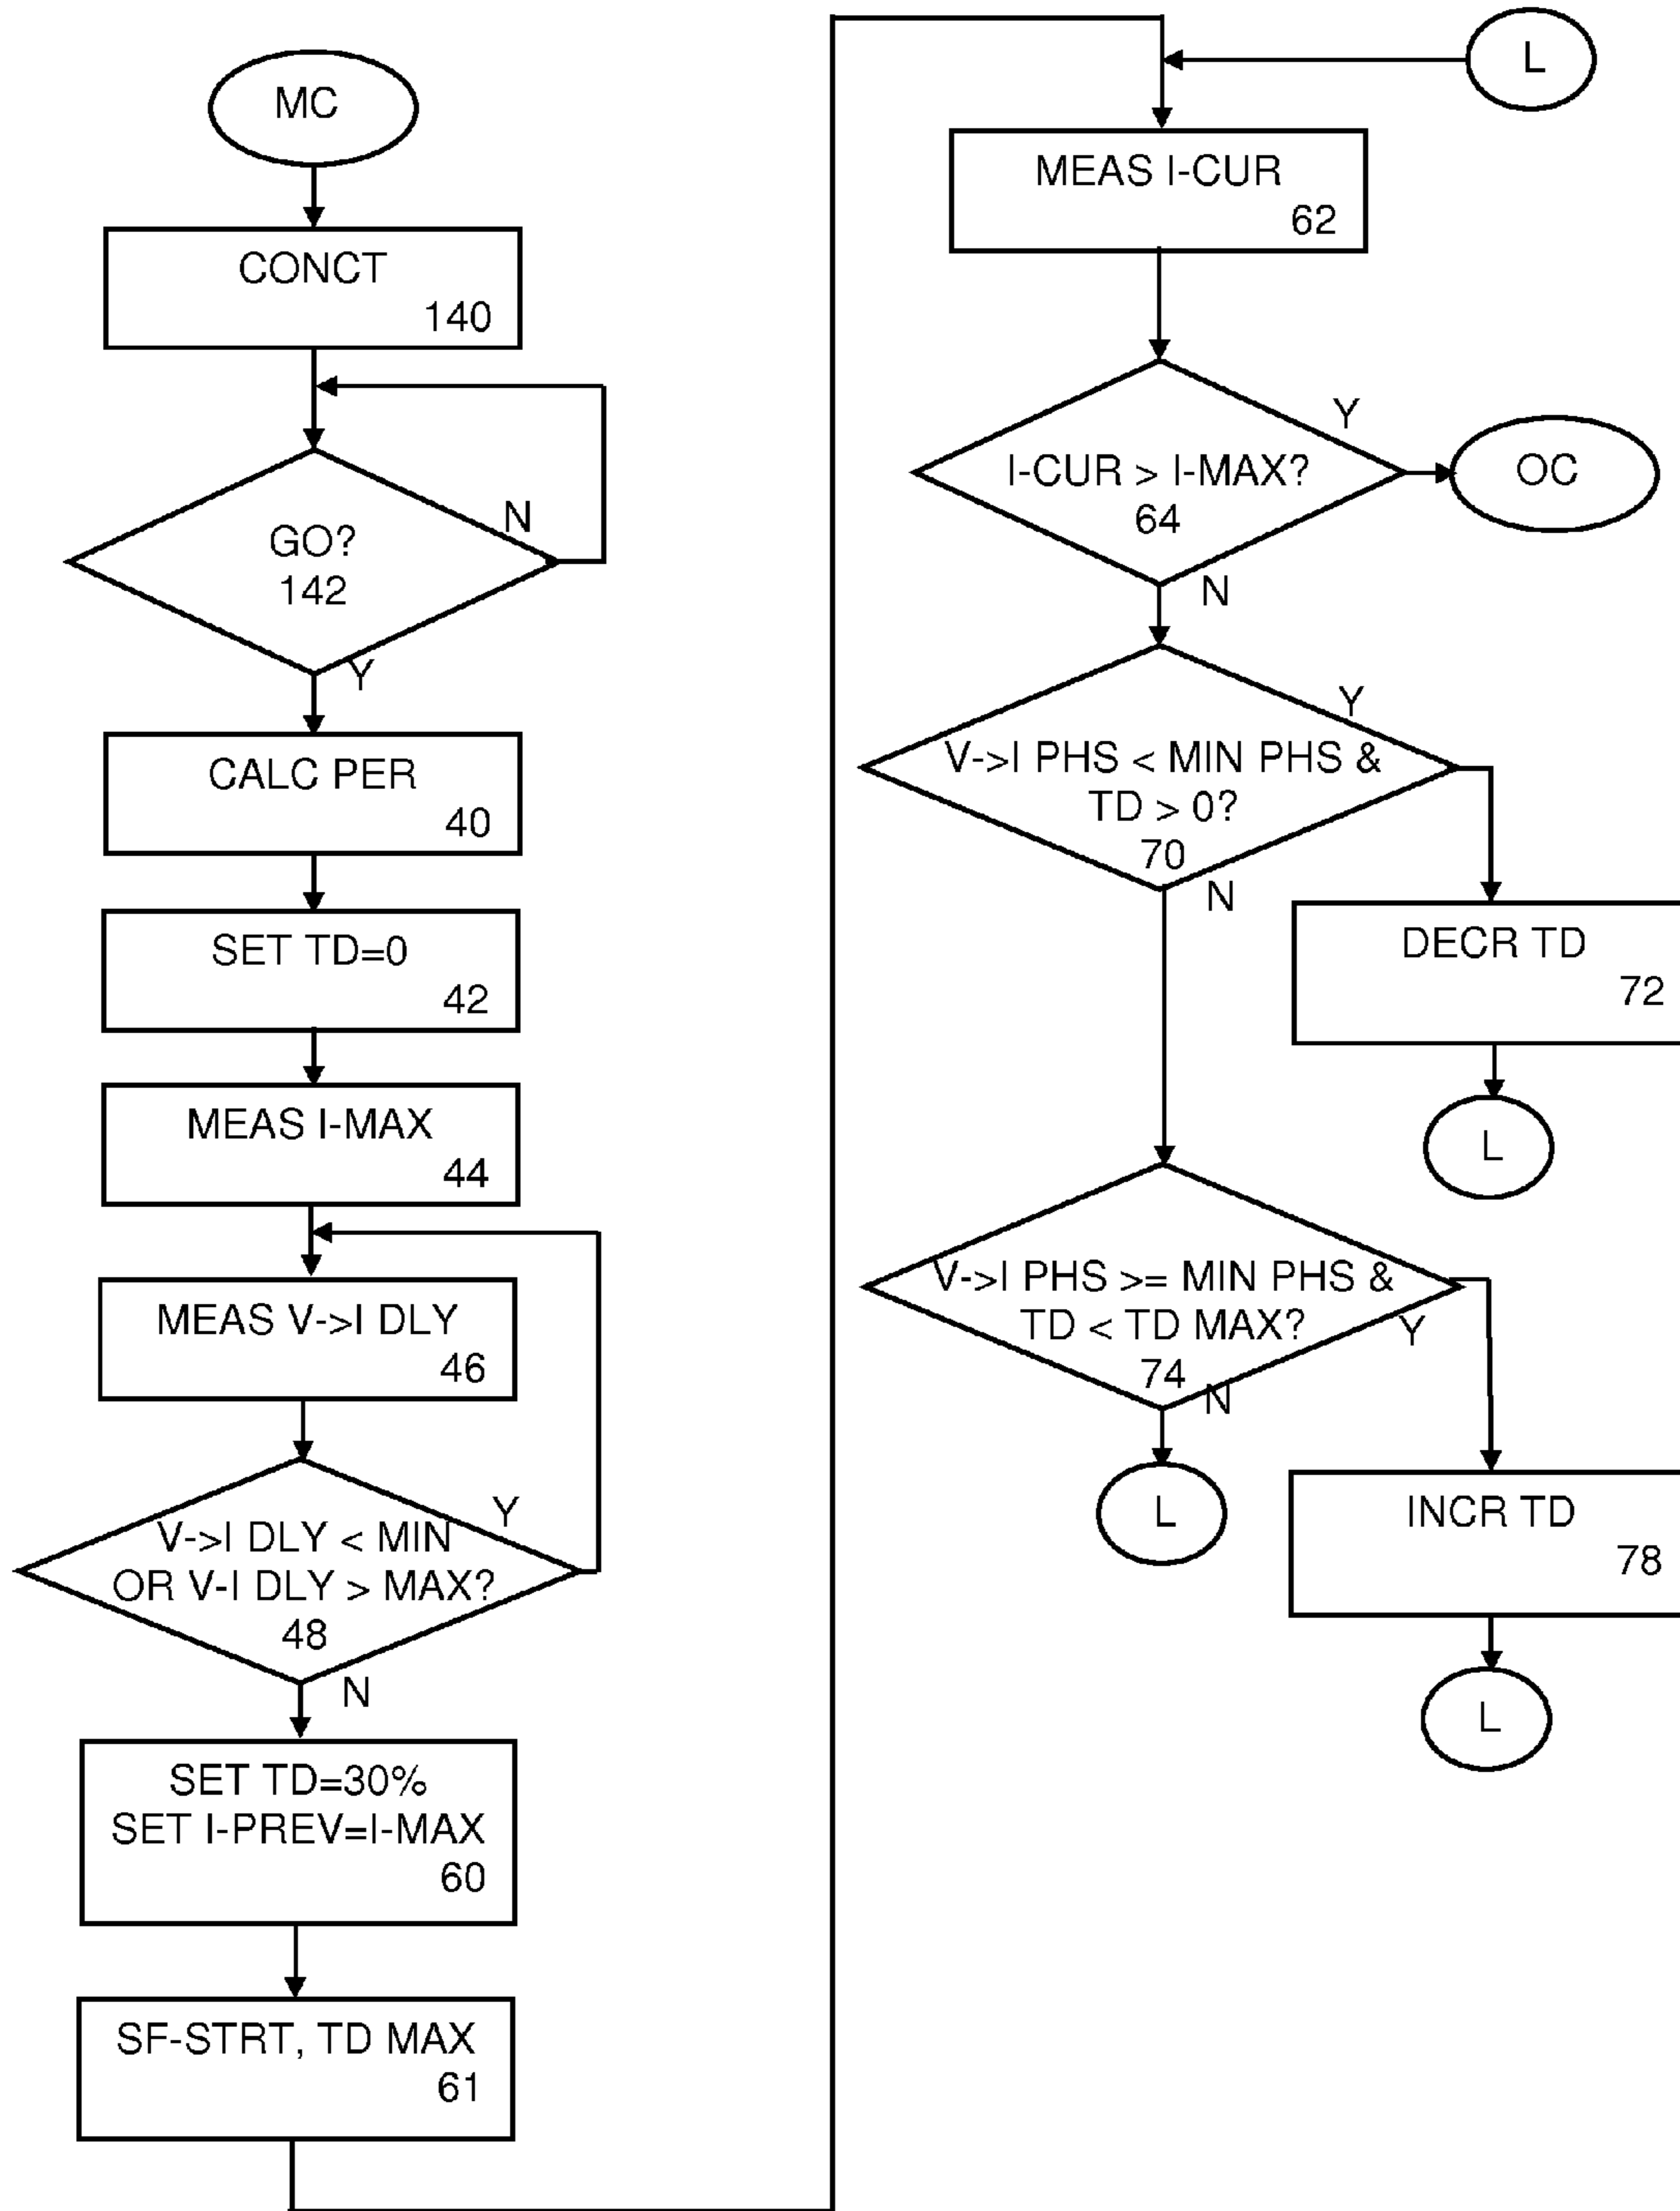 MC
CONCT
140
GO?
142
N
Y
CALC PER
40
SET TD=0
42
MEAS I-MAX
44
MEAS V->I DLY
46
V->I DLY < MIN
OR V-I DLY > MAX?
48
Y
N
SET TD=30%
SET I-PREV=I-MAX
60
SF-STRT, TD MAX
61
L
MEAS I-CUR
62
I-CUR > I-MAX?
64
Y
OC
N
V->I PHS < MIN PHS &
TD > 0?
70
Y
N
DECR TD
72
L
V->I PHS >= MIN PHS &
TD < TD MAX?
74
Y
N
L
INCR TD
78
L